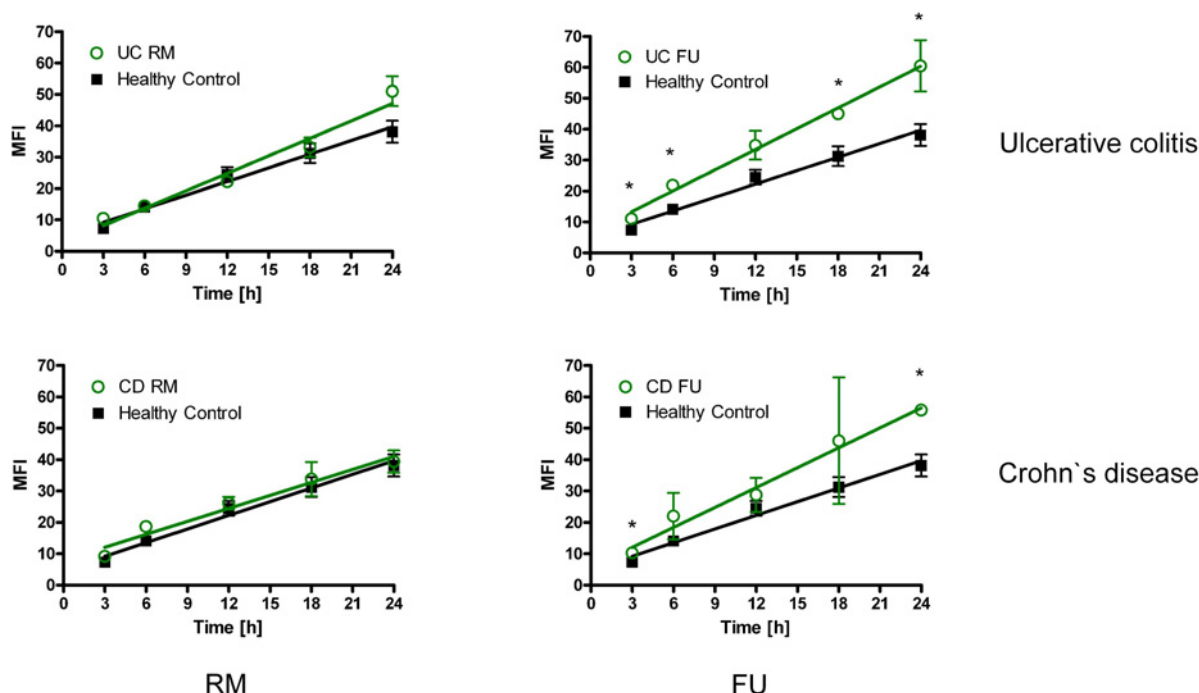 UC RM
Healthy Control
MFI
70
60
50
40
30
20
10
0
0 3 6 9 12 15 18 21 24
Time [h]
*
*
*
*
UC FU
Healthy Control
MFI
70
60
50
40
30
20
10
0
0 3 6 9 12 15 18 21 24
Time [h]
Ulcerative colitis
CD RM
Healthy Control
MFI
70
60
50
40
30
20
10
0
0 3 6 9 12 15 18 21 24
Time [h]
*
*
CD FU
Healthy Control
MFI
70
60
50
40
30
20
10
0
0 3 6 9 12 15 18 21 24
Time [h]
Crohn`s disease
RM
FU